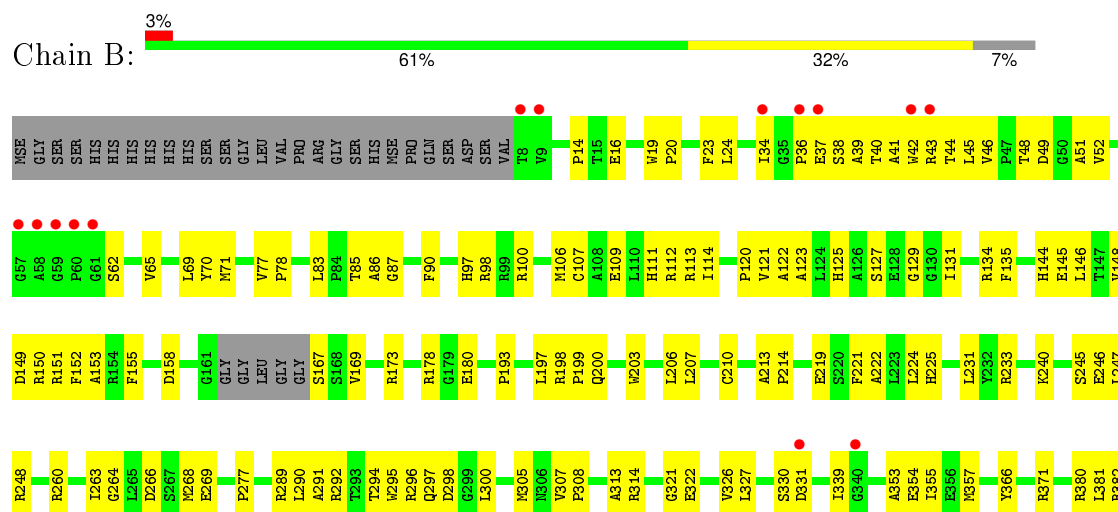 Chain B:
3%
61% 32% 7%
MSE GLY SER SER HIS HIS HIS HIS HIS HIS SER SER GLY LEU VAL PRO ARG GLY SER HIS MSE PRO GLN SER ASP SER VAL T8 V9 P14 T15 E16 W19 P20 F23 L24 I34 G35 P36 E37 S38 A39 T40 A41 W42 R43 T44 L45 V46 P47 T48 D49 G50 A51 V52
G57 A58 G59 P60 G61 S62 V65 L69 Y70 M71 V77 P78 L83 P84 T85 A86 G87 F90 H97 R98 R99 R100 M106 C107 A108 E109 L110 H111 R112 R113 I114 P120 V121 A122 A123 L124 H125 A126 S127 E128 G129 G130 I131 R134 F135 H144 E145 L146 T147 V148
D149 R150 R151 F152 A153 R154 F155 D158 G161 GLY GLY LEU GLY GLY S167 S168 V169 R173 R178 G179 E180 P193 L197 R198 P199 Q200 W203 L206 L207 C210 A213 P214 E219 S220 F221 A222 L223 L224 H225 L231 Y232 R233 K240 S245 E246 L247
R248 R260 I263 G264 L265 D266 S267 M268 E269 P277 R289 L290 A291 R292 T293 T294 W295 R296 Q297 D298 G299 L300 M305 N306 V307 P308 A313 R314 G321 E322 V326 L327 S330 D331 I339 G340 A353 E354 I355 E356 M357 Y366 R371 R380 L381